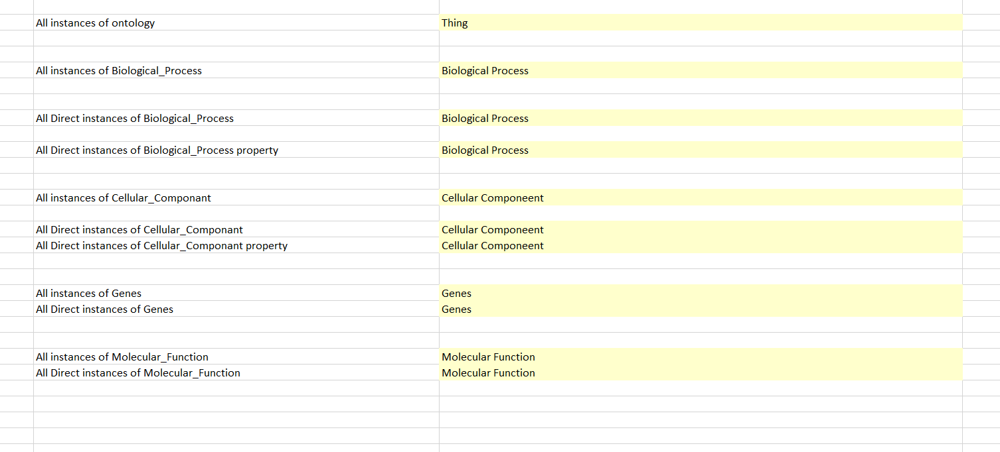 All instances of ontology Thing
All instances of Biological_Process Biological Process
All Direct instances of Biological_Process Biological Process
All Direct instances of Biological_Process property Biological Process
All instances of Cellular_Componant Cellular Componeent
All Direct instances of Cellular_Componant Cellular Componeent
All Direct instances of Cellular_Componant property Cellular Componeent
All instances of Genes Genes
All Direct instances of Genes Genes
All instances of Molecular_Function Molecular Function
All Direct instances of Molecular_Function Molecular Function